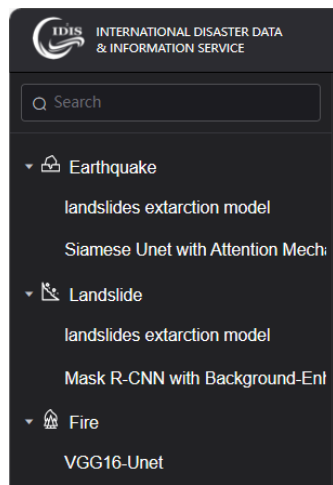 IDIS
INTERNATIONAL DISASTER DATA
& INFORMATION SERVICE
Search
Earthquake
landslides extarction model
Siamese Unet with Attention Mecha
Landslide
landslides extarction model
Mask R-CNN with Background-Enh
Fire
VGG16-Unet